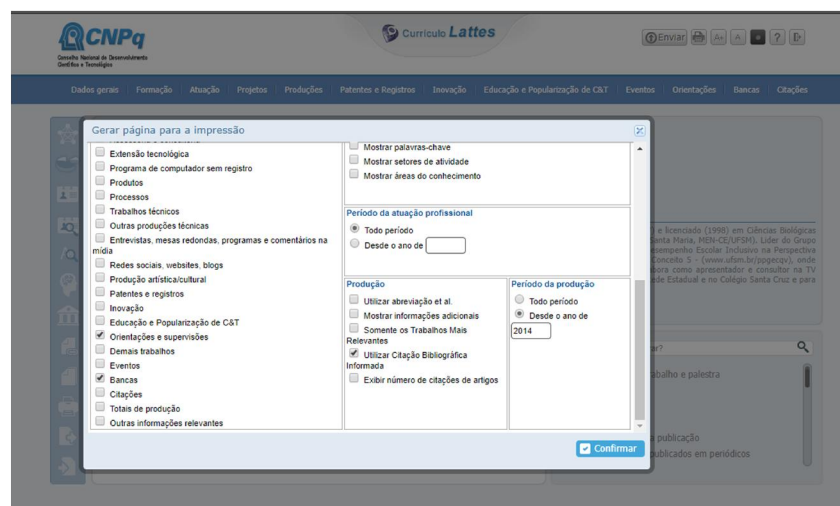 CNPq
Conselho Nacional de Desenvolvimento
Científico e Tecnológico
Currículo Lattes
Enviar
A+
A
?
Dados gerais Formação Atuação Projetos Produções Patentes e Registros Inovação Educação e Popularização de C&T Eventos Orientações Bancas Citações
Gerar página para a impressão
Extensão tecnológica
Programa de computador sem registro
Produtos
Processos
Trabalhos técnicos
Outras produções técnicas
Entrevistas, mesas redondas, programas e comentários na
mídia
Redes sociais, websites, blogs
Produção artística/cultural
Patentes e registros
Inovação
Educação e Popularização de C&T
Orientações e supervisões
Demais trabalhos
Eventos
Bancas
Citações
Totais de produção
Outras informações relevantes
Mostrar palavras-chave
Mostrar setores de atividade
Mostrar áreas do conhecimento
Período da atuação profissional
Todo período
Desde o ano de
Produção
Utilizar abreviação et al.
Mostrar informações adicionais
Somente os Trabalhos Mais
Relevantes
Utilizar Citação Bibliográfica
Informada
Exibir número de citações de artigos
Período da produção
Todo período
Desde o ano de
2014
Confirmar
) e licenciado (1998) em Ciências Biológicas
Santa Maria, MEN-CE/UFSM). Líder do Grupo
esempenho Escolar Inclusivo na Perspectiva
Conceito 5 - (www.ufsm.br/ppgecqv), onde
bora como apresentador e consultor na TV
ede Estadual e no Colégio Santa Cruz e para
ar?
abalho e palestra
a publicação
publicados em periódicos